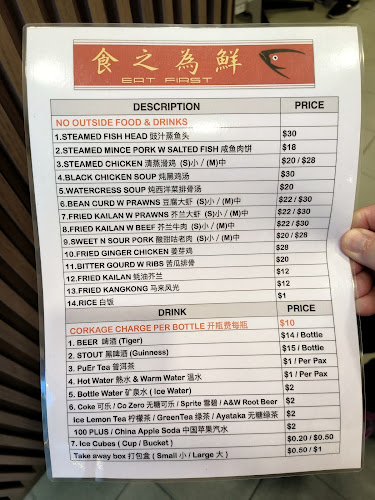 食之為鮮
EAT FIRST
DESCRIPTION PRICE
NO OUTSIDE FOOD & DRINKS
1.STEAMED FISH HEAD 豉汁蒸鱼头 $30
2.STEAMED MINCE PORK W SALTED FISH 咸鱼肉饼 $18
3.STEAMED CHICKEN 清蒸滑鸡 (S)小 / (M)中 $20 / $28
4.BLACK CHICKEN SOUP 炖黑鸡汤 $30
5.WATERCRESS SOUP 炖西洋菜排骨汤 $20
6.BEAN CURD W PRAWNS 豆腐大虾 (S)小 / (M)中 $22 / $30
7.FRIED KAILAN W PRAWNS 芥兰大虾 (S)小 / (M)中 $22 / $30
8.FRIED KAILAN W BEEF 芥兰牛肉 (S)小 / (M)中 $22 / $30
9.SWEET N SOUR PORK 酸甜咕老肉 (S)小 / (M)中 $20 / $28
10.FRIED GINGER CHICKEN 姜芽鸡 $28
11.BITTER GOURD W RIBS 苦瓜排骨 $20
12.FRIED KAILAN 蚝油芥兰 $12
13.FRIED KANGKONG 马来风光 $12
14.RICE 白饭 $1
DRINK PRICE
CORKAGE CHARGE PER BOTTLE 开瓶费每瓶 $10
1. BEER 啤酒 (Tiger) $14 / Bottle
2. STOUT 黑啤酒 (Guinness) $15 / Bottle
3. PuEr Tea 普洱茶 $1 / Per Pax
4. Hot Water 熱水 & Warm Water 温水 $1 / Per Pax
5. Bottle Water 矿泉水 ( Ice Water) $2
6. Coke 可乐 / Co Zero 无糖可乐 / Sprite 雪碧 / A&W Root Beer $2
Ice Lemon Tea 柠檬茶 / GreenTea 绿茶 / Ayataka 无糖绿茶 $2
100 PLUS / China Apple Soda 中国苹果汽水 $2
7. Ice Cubes ( Cup / Bucket ) $0.20 / $0.50
Take away box 打包盒 ( Small 小 / Large 大 ) $0.50 / $1